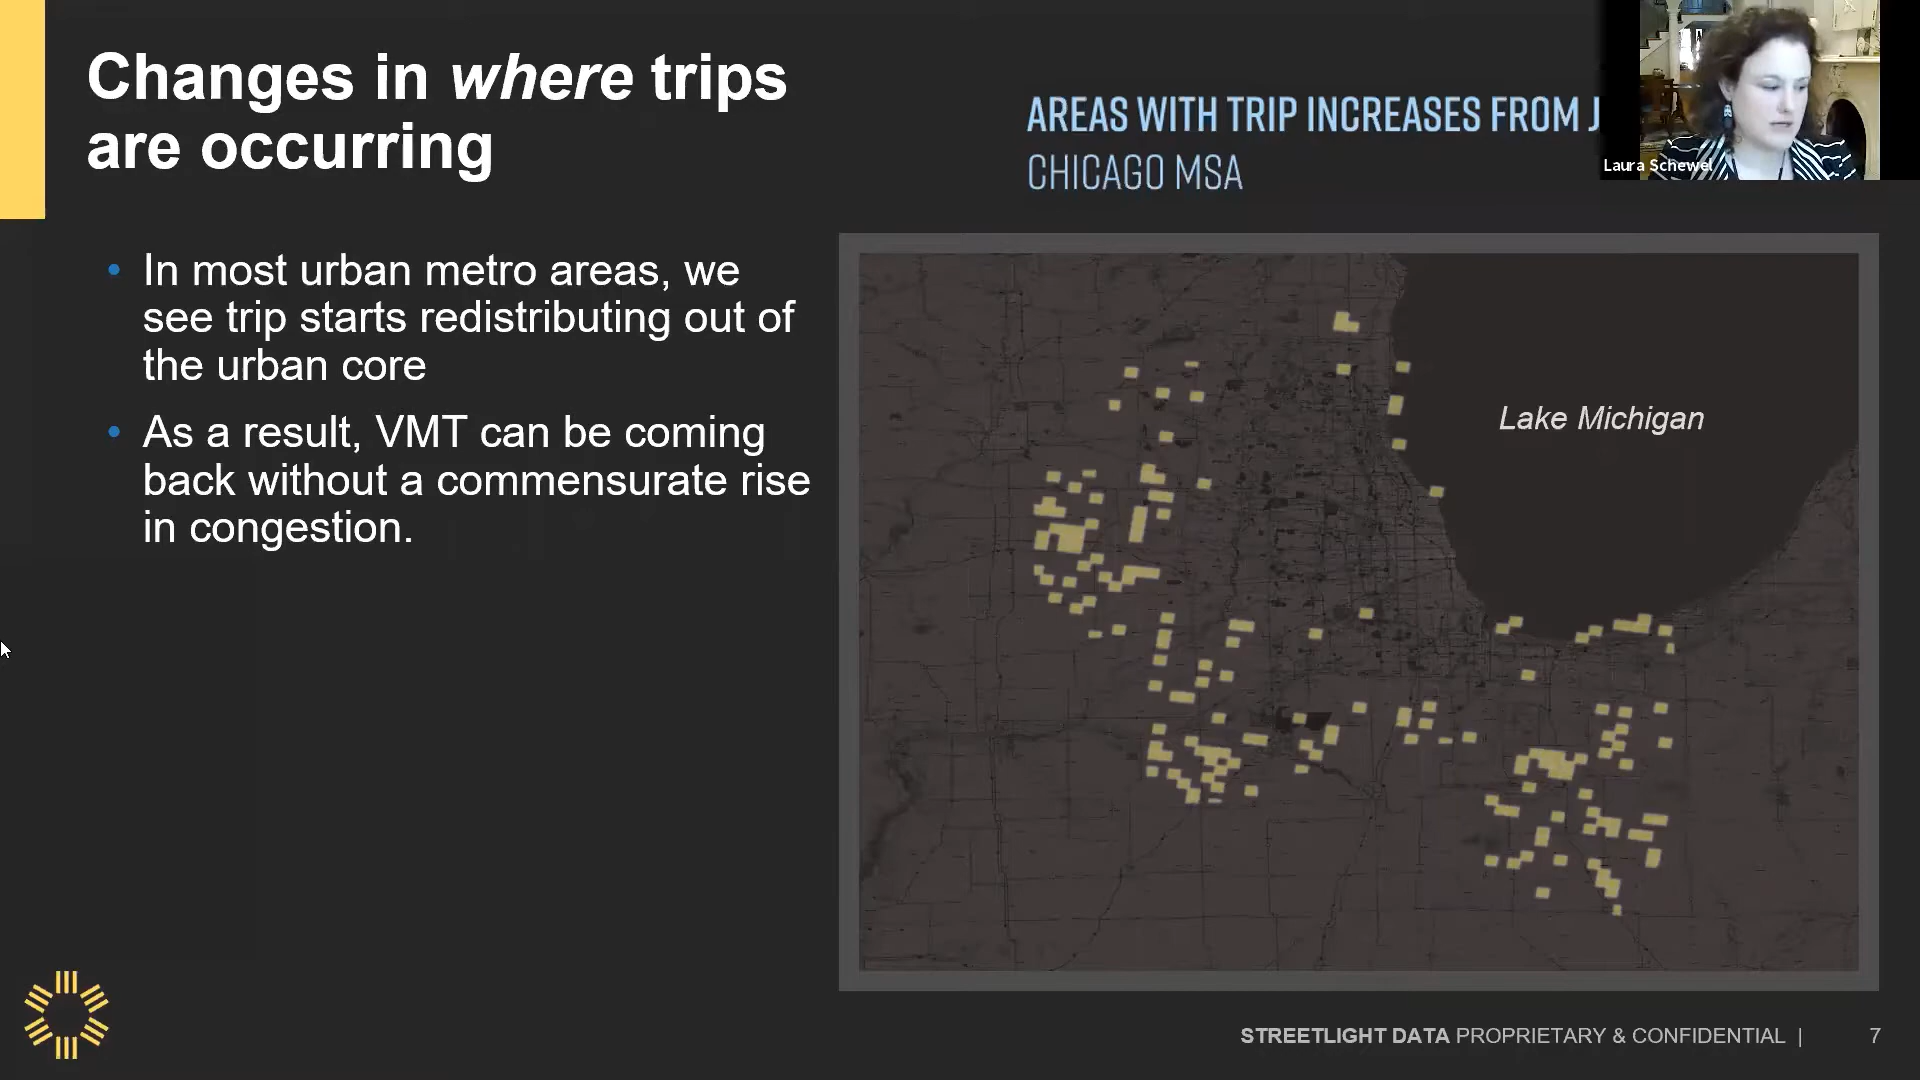 Changes in where trips
are occurring
In most urban metro areas, we
see trip starts redistributing out of
the urban core
As a result, VMT can be coming
back without a commensurate rise
in congestion.
AREAS WITH TRIP INCREASES FROM J
CHICAGO MSA
Laura Schewel
Lake Michigan
STREETLIGHT DATA PROPRIETARY & CONFIDENTIAL | 7